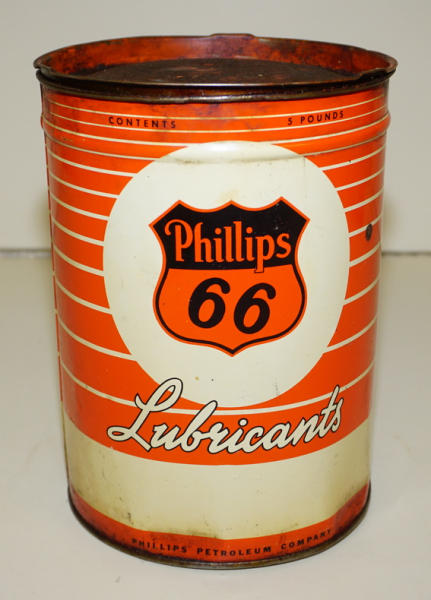 CONTENTS 5 POUNDS
Phillips
66
Lubricants
PHILLIPS PETROLEUM COMPANY